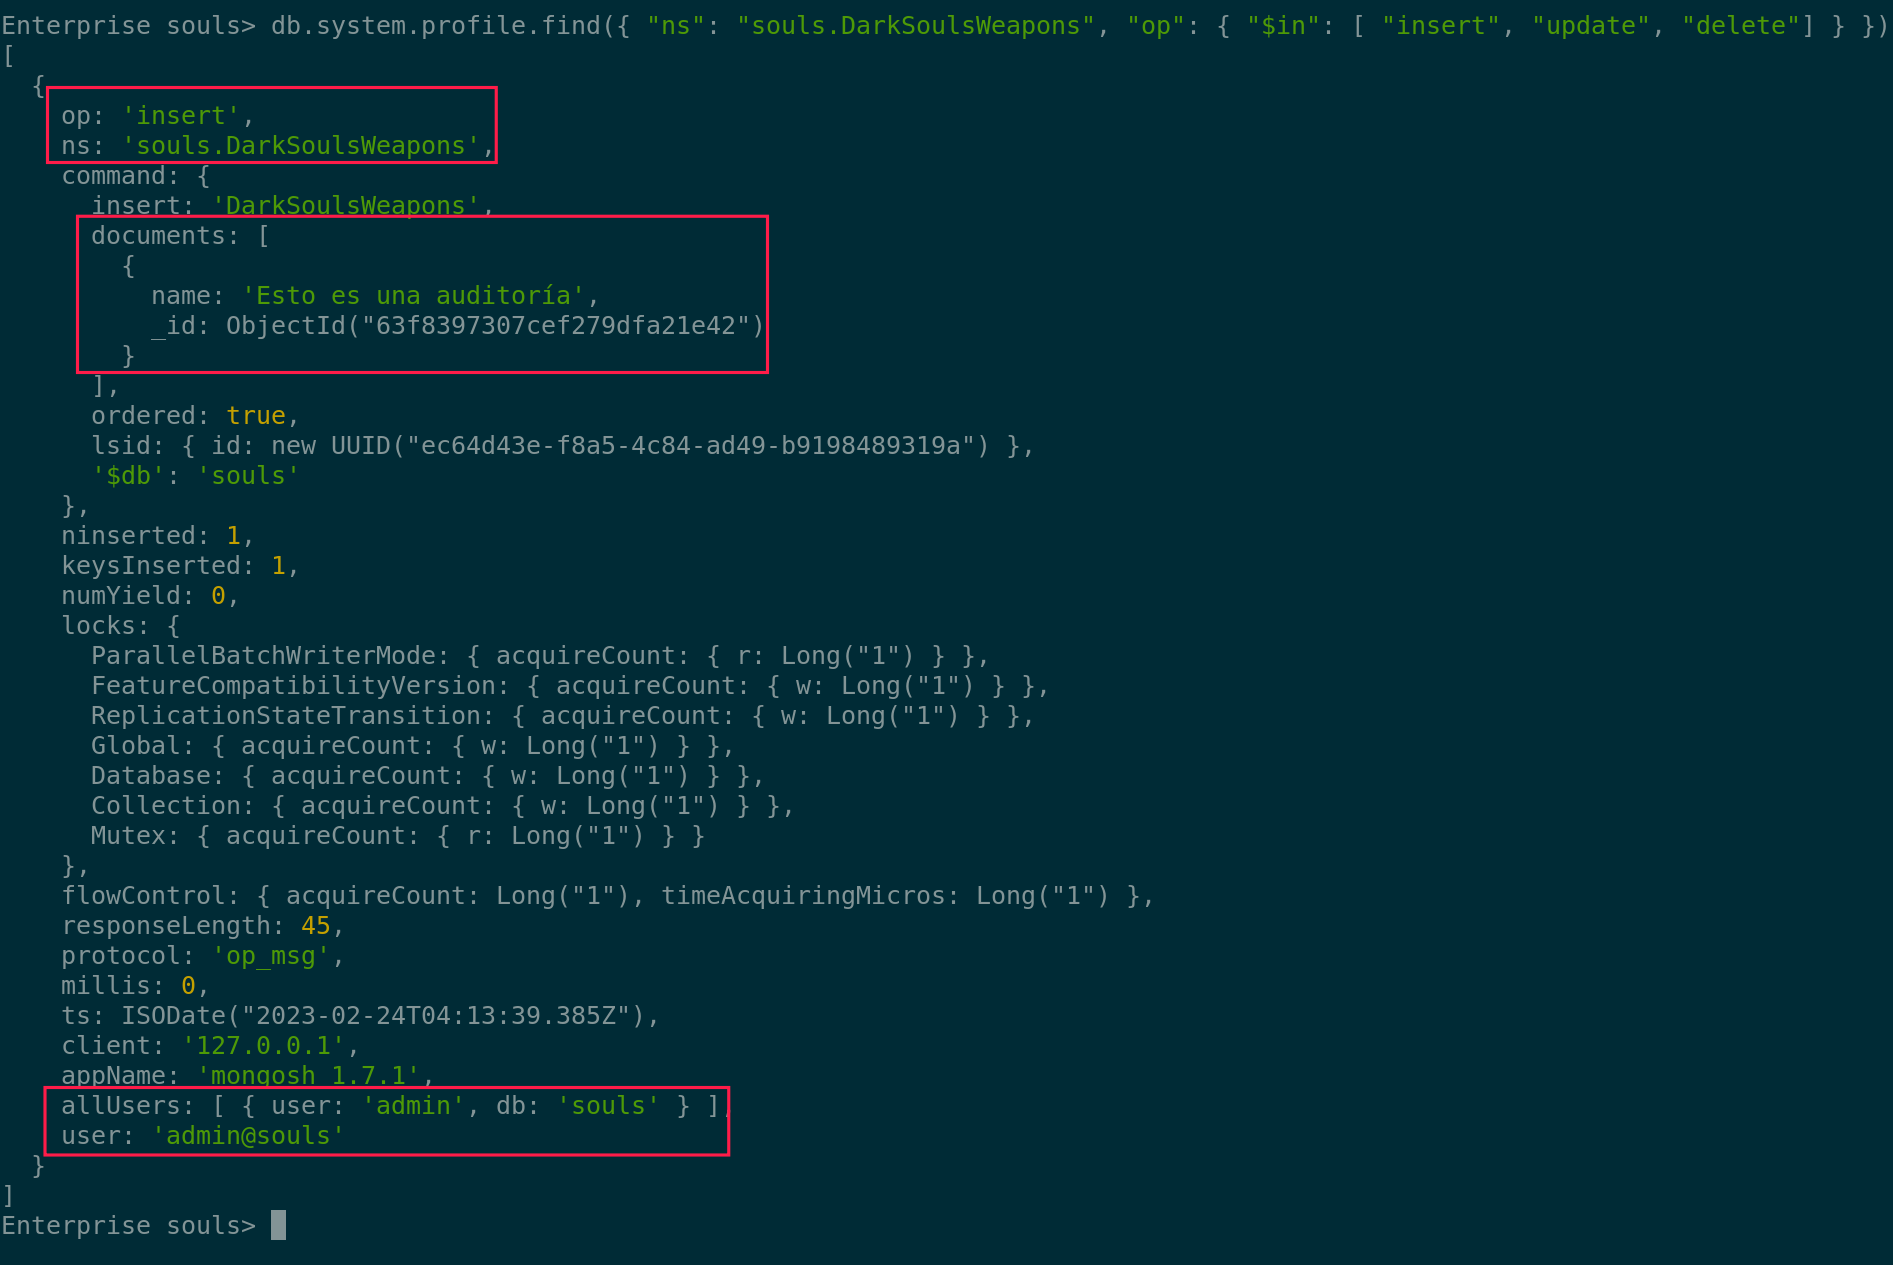 Enterprise souls> db.system.profile.find({ "ns": "souls.DarkSoulsWeapons", "op": { "$in": [ "insert", "update", "delete"] } })
[
  {
    op: 'insert',
    ns: 'souls.DarkSoulsWeapons',
    command: {
      insert: 'DarkSoulsWeapons',
      documents: [
        {
          name: 'Esto es una auditoría',
          _id: ObjectId("63f8397307cef279dfa21e42")
        }
      ],
      ordered: true,
      lsid: { id: new UUID("ec64d43e-f8a5-4c84-ad49-b9198489319a") },
      '$db': 'souls'
    },
    ninserted: 1,
    keysInserted: 1,
    numYield: 0,
    locks: {
      ParallelBatchWriterMode: { acquireCount: { r: Long("1") } },
      FeatureCompatibilityVersion: { acquireCount: { w: Long("1") } },
      ReplicationStateTransition: { acquireCount: { w: Long("1") } },
      Global: { acquireCount: { w: Long("1") } },
      Database: { acquireCount: { w: Long("1") } },
      Collection: { acquireCount: { w: Long("1") } },
      Mutex: { acquireCount: { r: Long("1") } }
    },
    flowControl: { acquireCount: Long("1"), timeAcquiringMicros: Long("1") },
    responseLength: 45,
    protocol: 'op_msg',
    millis: 0,
    ts: ISODate("2023-02-24T04:13:39.385Z"),
    client: '127.0.0.1',
    appName: 'mongosh 1.7.1',
    allUsers: [ { user: 'admin', db: 'souls' } ],
    user: 'admin@souls'
  }
]
Enterprise souls>